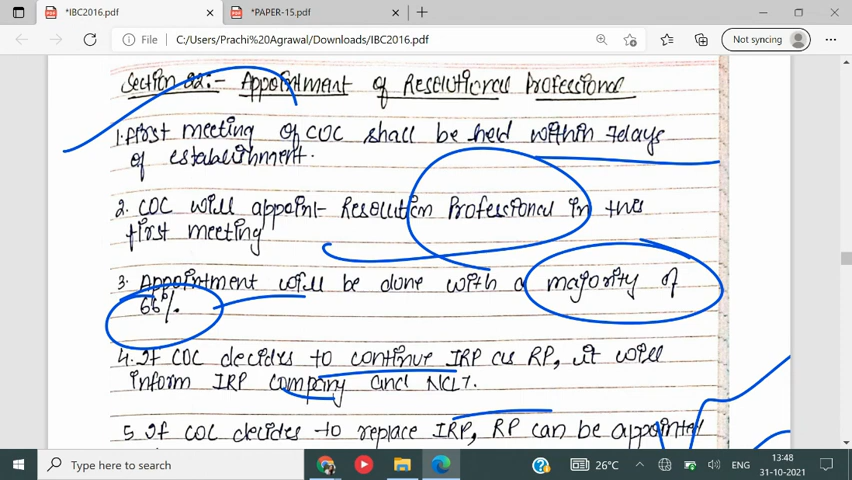 *IBC2016.pdf
*PAPER-15.pdf
File C:/Users/Prachi%20Agrawal/Downloads/IBC2016.pdf
Not syncing
Section 22:- Appointment of Resolutional Professional
1. First meeting of COC shall be held within 7 days
of establishment.
2. COC will appoint Resolution Professional in this
first meeting
3. Appointment will be done with a majority of
66%.
4. If COC decides to continue IRP as RP, it will
inform IRP company and NCLT.
5. If COC decides to replace IRP, RP can be appointed
Type here to search
26°C
ENG
13:48
31-10-2021